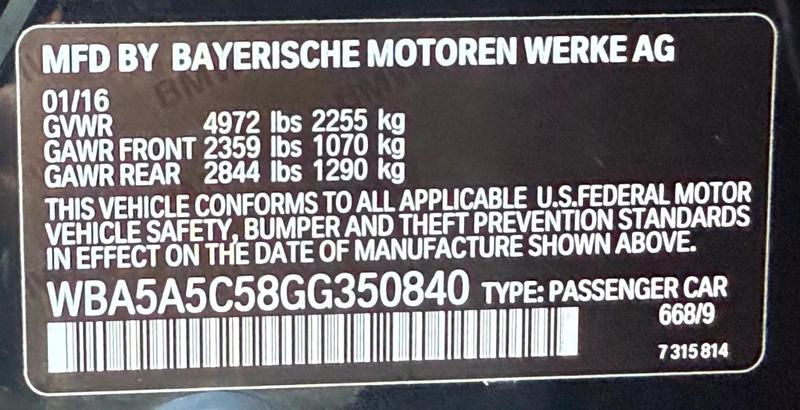 MFD BY BAYERISCHE MOTOREN WERKE AG
01/16
GVWR 4972 lbs 2255 kg
GAWR FRONT 2359 lbs 1070 kg
GAWR REAR 2844 lbs 1290 kg
THIS VEHICLE CONFORMS TO ALL APPLICABLE U.S.FEDERAL MOTOR
VEHICLE SAFETY, BUMPER AND THEFT PREVENTION STANDARDS
IN EFFECT ON THE DATE OF MANUFACTURE SHOWN ABOVE.
WBA5A5C58GG350840 TYPE: PASSENGER CAR
668/9
7 315 814